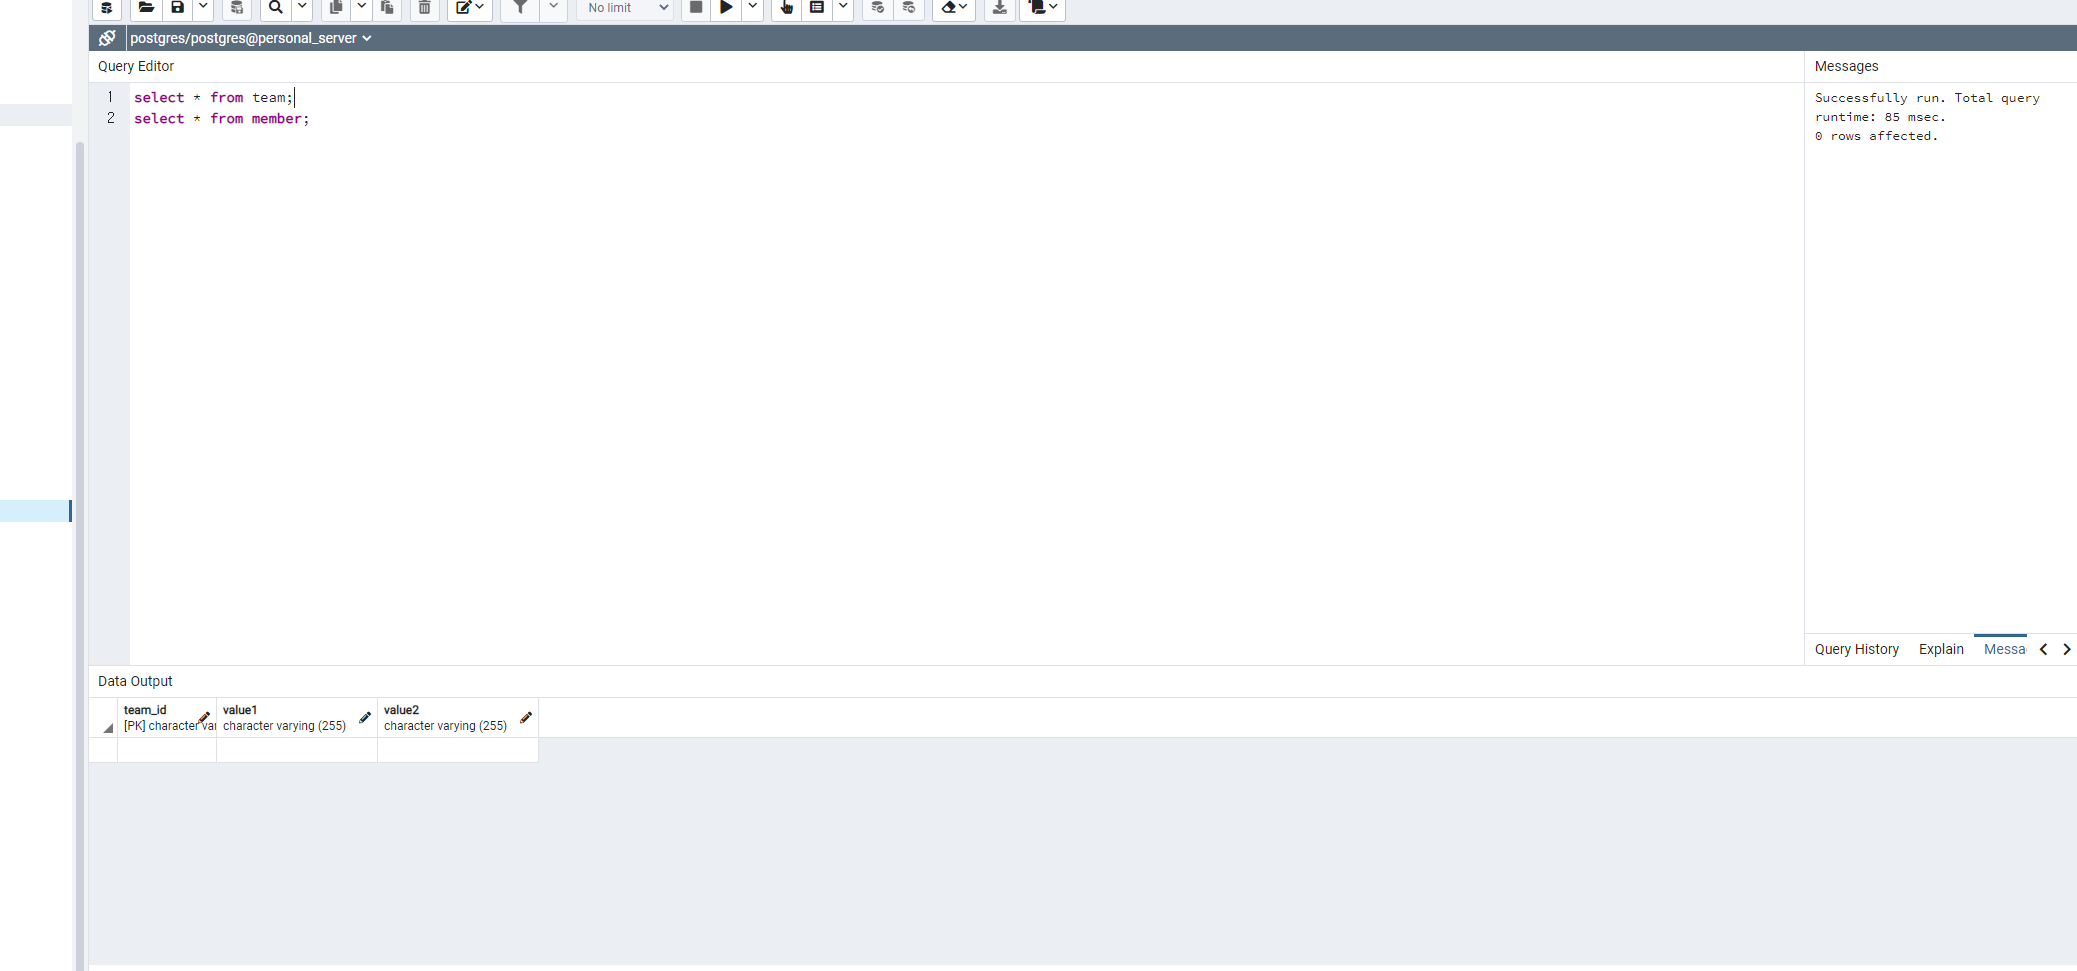 No limit
postgres/postgres@personal_server
Query Editor
Messages
1 select * from team;
2 select * from member;
Successfully run. Total query
runtime: 85 msec.
0 rows affected.
Query History Explain Messa
Data Output
team_id value1 value2
[PK] character var character varying (255) character varying (255)